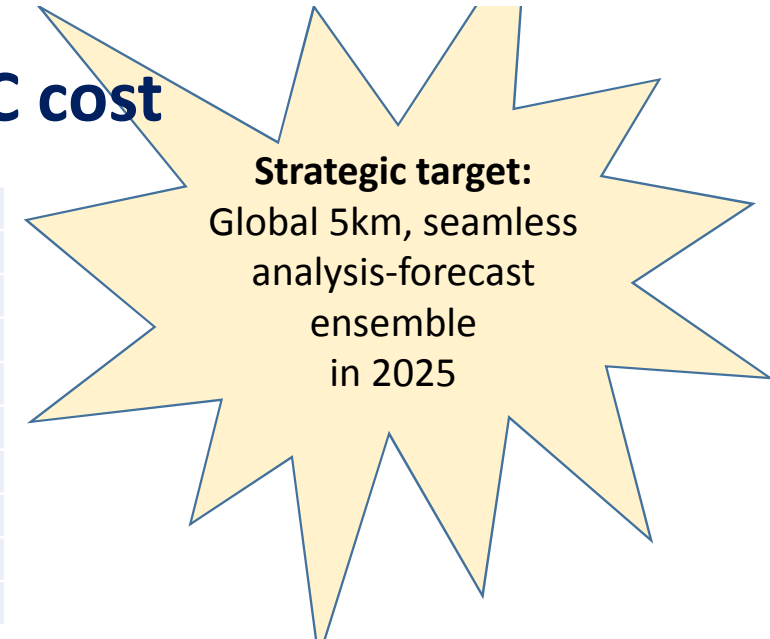 C cost
Strategic target:
Global 5km, seamless
analysis-forecast
ensemble
in 2025